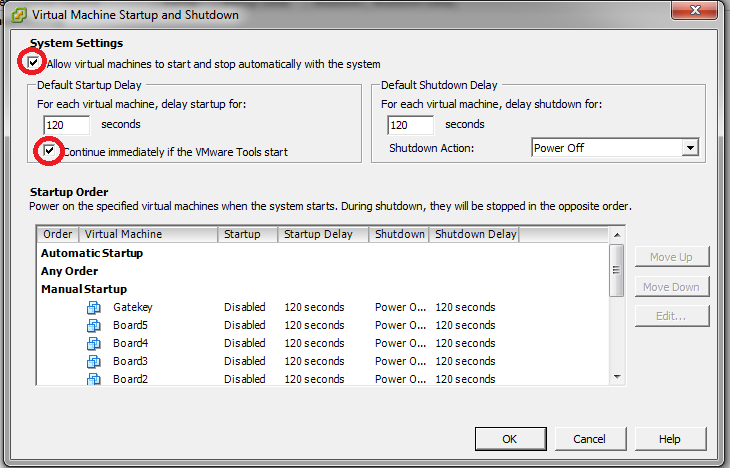 Virtual Machine Startup and Shutdown
System Settings
Allow virtual machines to start and stop automatically with the system
Default Startup Delay
For each virtual machine, delay startup for:
120 seconds
Continue immediately if the VMware Tools start
Default Shutdown Delay
For each virtual machine, delay shutdown for:
120 seconds
Shutdown Action: Power Off
Startup Order
Power on the specified virtual machines when the system starts. During shutdown, they will be stopped in the opposite order.
Order Virtual Machine Startup Startup Delay Shutdown Shutdown Delay
Automatic Startup
Any Order
Manual Startup
Gatekey Disabled 120 seconds Power O... 120 seconds
Board5 Disabled 120 seconds Power O... 120 seconds
Board4 Disabled 120 seconds Power O... 120 seconds
Board3 Disabled 120 seconds Power O... 120 seconds
Board2 Disabled 120 seconds Power O... 120 seconds
Move Up
Move Down
Edit...
OK Cancel Help